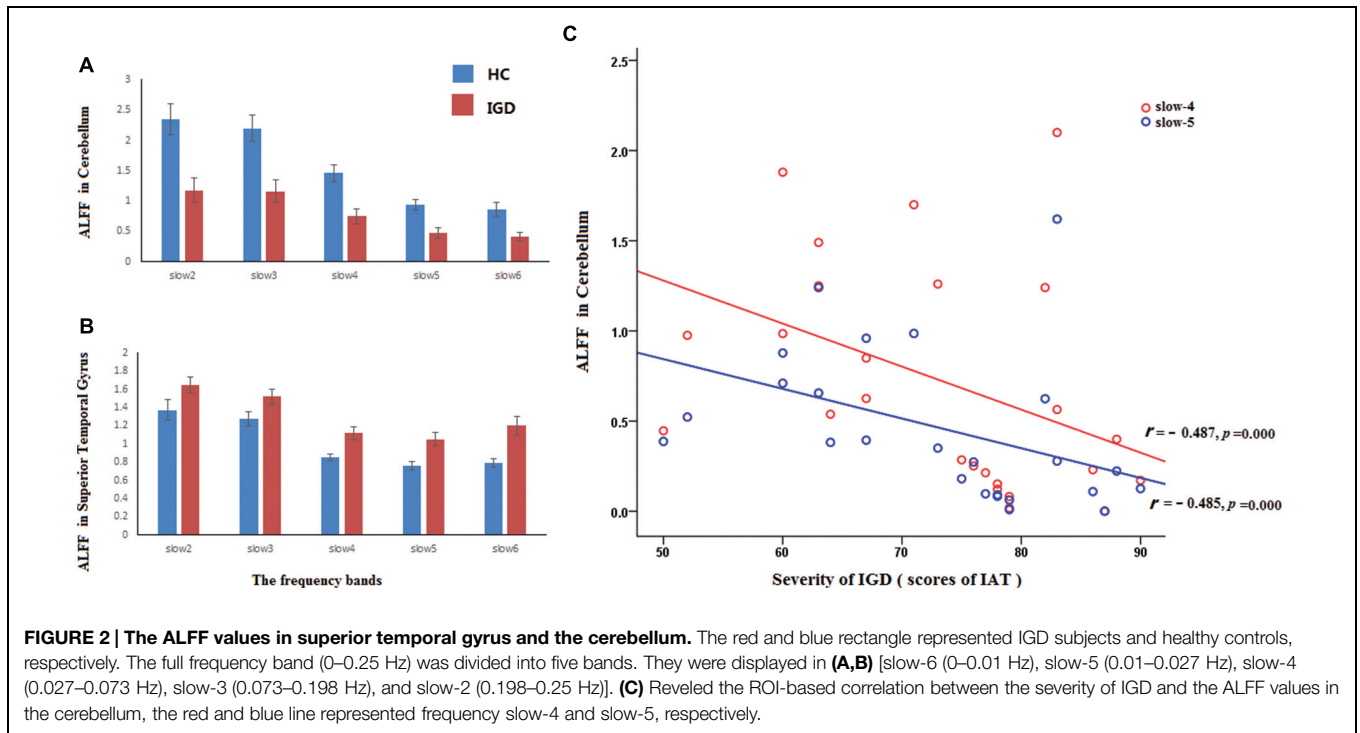 A
HC
IGD
ALFF in Cerebellum
3
2.5
2
1.5
1
0.5
0
slow2 slow3 slow4 slow5 slow6
B
ALFF in Superior Temporal Gyrus
2
1.8
1.6
1.4
1.2
1
0.8
0.6
0.4
0.2
0
slow2 slow3 slow4 slow5 slow6
The frequency bands
C
slow-4
slow-5
ALFF in Cerebellum
2.5
2.0
1.5
1.0
0.5
0.0
r = - 0.487, p =0.000
r = - 0.485, p =0.000
50 60 70 80 90
Severity of IGD ( scores of IAT )
FIGURE 2 | The ALFF values in superior temporal gyrus and the cerebellum. The red and blue rectangle represented IGD subjects and healthy controls,
respectively. The full frequency band (0–0.25 Hz) was divided into five bands. They were displayed in (A,B) [slow-6 (0–0.01 Hz), slow-5 (0.01–0.027 Hz), slow-4
(0.027–0.073 Hz), slow-3 (0.073–0.198 Hz), and slow-2 (0.198–0.25 Hz)]. (C) Reveled the ROI-based correlation between the severity of IGD and the ALFF values in
the cerebellum, the red and blue line represented frequency slow-4 and slow-5, respectively.